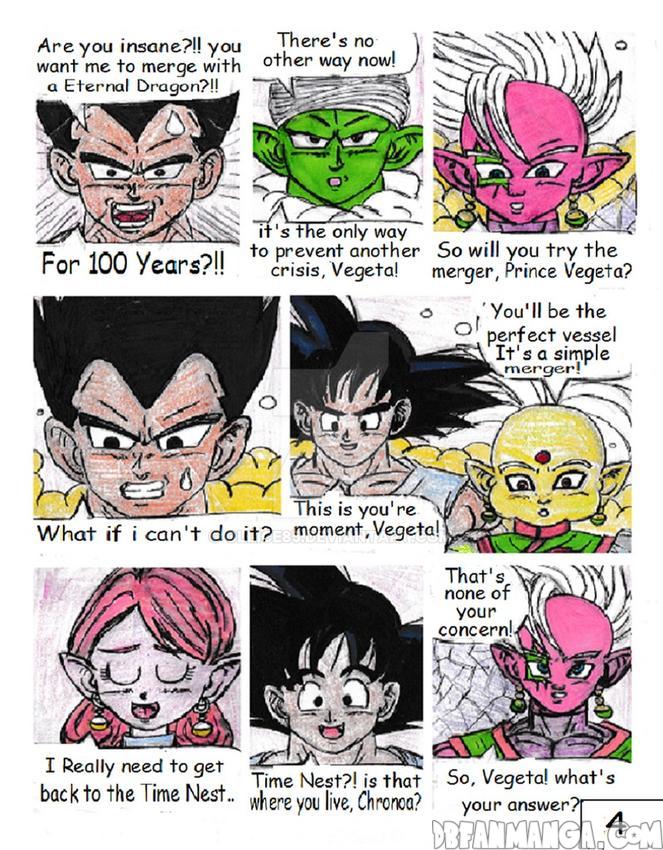 Are you insane?!! you
want me to merge with
a Eternal Dragon?!!
For 100 Years?!!
There's no
other way now!
it's the only way
to prevent another
crisis, Vegeta!
So will you try the
merger, Prince Vegeta?
What if i can't do it?
This is you're
moment, Vegeta!
You'll be the
perfect vessel
It's a simple
merger!
I Really need to get
back to the Time Nest..
Time Nest?! is that
where you live, Chronoa?
That's
none of
your
concern!
So, Vegeta! what's
your answer?
4
DBFANMANGA.COM